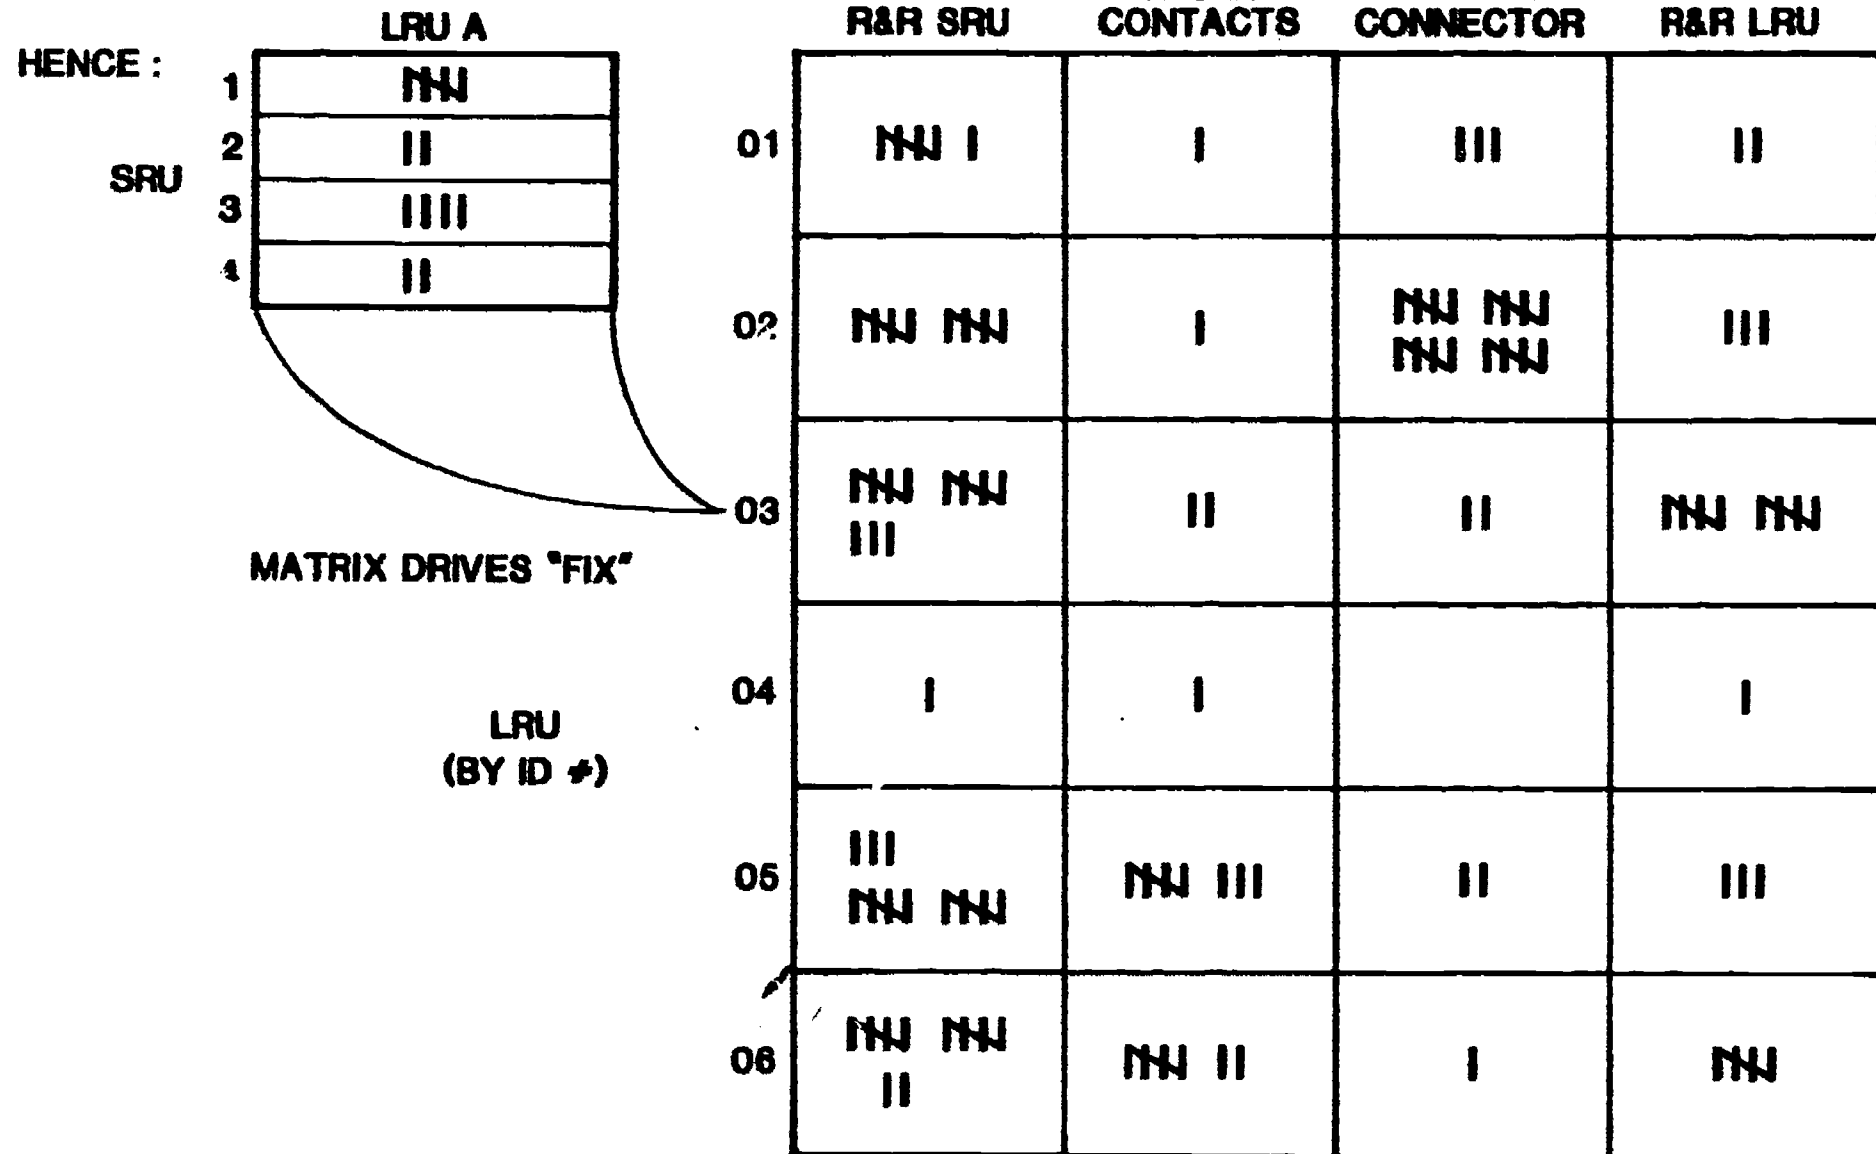 LRU A
HENCE :
SRU
1
2
3
4
MATRIX DRIVES "FIX"
LRU
(BY ID #)
R&R SRU CONTACTS CONNECTOR R&R LRU
01
02
03
04
05
06